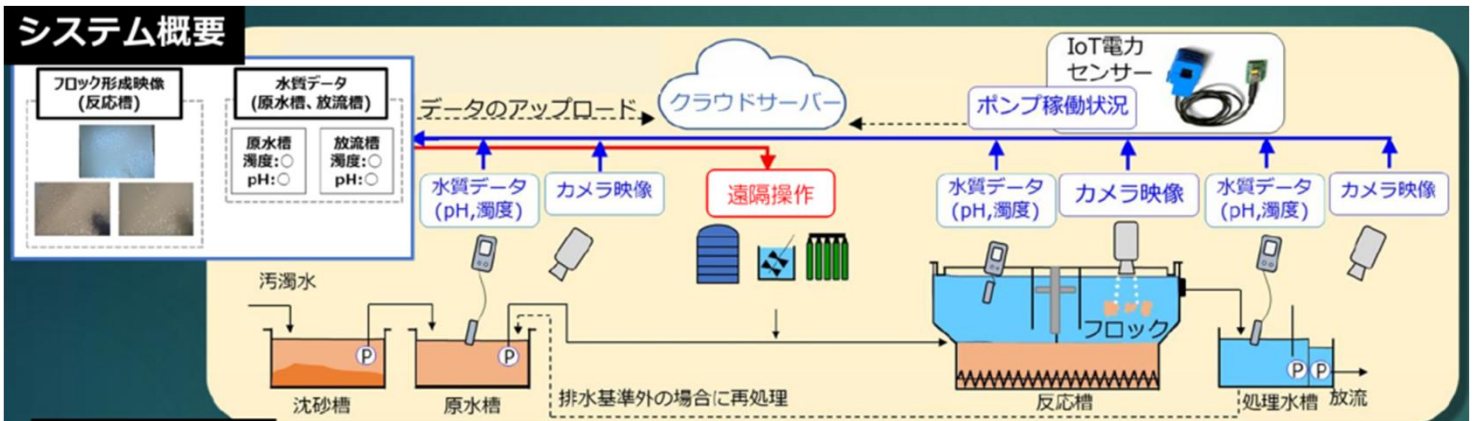 システム概要
フロック形成映像
(反応槽)
水質データ
(原水槽、放流槽)
原水槽
濁度:○
pH:○
放流槽
濁度:○
pH:○
データのアップロード
クラウドサーバー
IoT電力
センサー
ポンプ稼働状況
水質データ
(pH,濁度)
カメラ映像
遠隔操作
水質データ
(pH,濁度)
カメラ映像
水質データ
(pH,濁度)
カメラ映像
汚濁水
P
P
フロック
P
P
排水基準外の場合に再処理
沈砂槽
原水槽
反応槽
処理水槽
放流